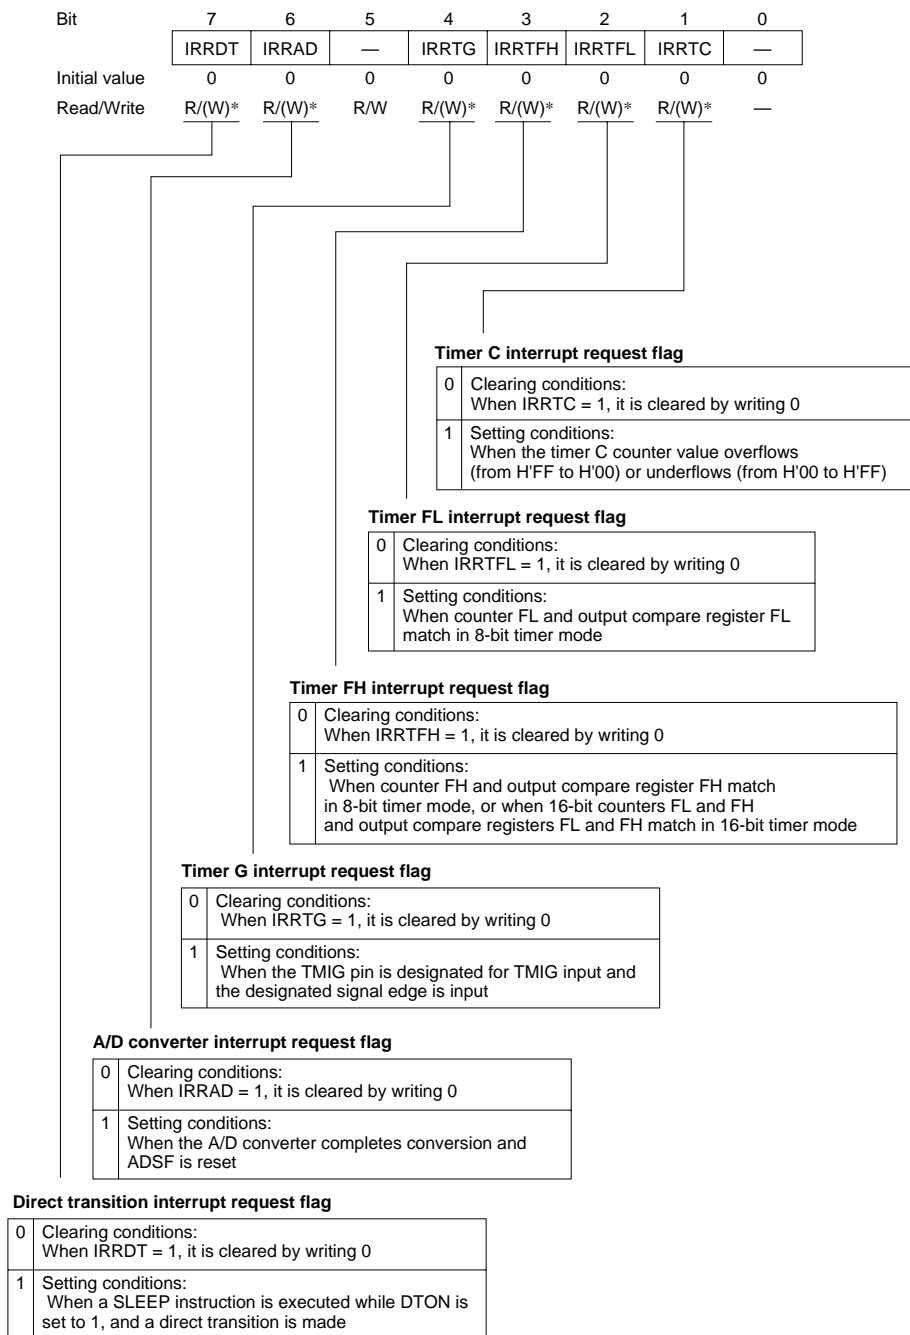 Bit 7 6 5 4 3 2 1 0
IRRDT IRRAD — IRRTG IRRTFH IRRTFL IRRTC —
Initial value 0 0 0 0 0 0 0 0
Read/Write R/(W)* R/(W)* R/W R/(W)* R/(W)* R/(W)* R/(W)* —
Timer C interrupt request flag
0 Clearing conditions:
When IRRTC = 1, it is cleared by writing 0
1 Setting conditions:
When the timer C counter value overflows
(from H'FF to H'00) or underflows (from H'00 to H'FF)
Timer FL interrupt request flag
0 Clearing conditions:
When IRRTFL = 1, it is cleared by writing 0
1 Setting conditions:
When counter FL and output compare register FL
match in 8-bit timer mode
Timer FH interrupt request flag
0 Clearing conditions:
When IRRTFH = 1, it is cleared by writing 0
1 Setting conditions:
When counter FH and output compare register FH match
in 8-bit timer mode, or when 16-bit counters FL and FH
and output compare registers FL and FH match in 16-bit timer mode
Timer G interrupt request flag
0 Clearing conditions:
When IRRTG = 1, it is cleared by writing 0
1 Setting conditions:
When the TMIG pin is designated for TMIG input and
the designated signal edge is input
A/D converter interrupt request flag
0 Clearing conditions:
When IRRAD = 1, it is cleared by writing 0
1 Setting conditions:
When the A/D converter completes conversion and
ADSF is reset
Direct transition interrupt request flag
0 Clearing conditions:
When IRRDT = 1, it is cleared by writing 0
1 Setting conditions:
When a SLEEP instruction is executed while DTON is
set to 1, and a direct transition is made